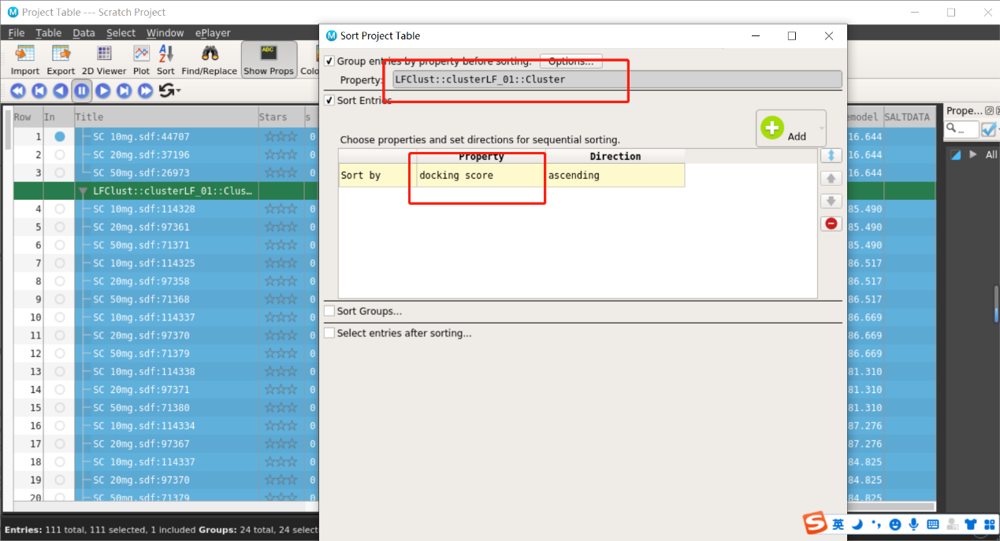 Project Table --- Scratch Project
File Table Data Select Window ePlayer
Import Export 2D Viewer Plot Sort Find/Replace Show Props Colo
Row In Title Stars s
1 SC 10mg.sdf:44707 0
2 SC 20mg.sdf:37196 0
3 SC 50mg.sdf:26973 0
LFClust::clusterLF_01::Clus...
4 SC 10mg.sdf:114328 0
5 SC 20mg.sdf:97361 0
6 SC 50mg.sdf:71371 0
7 SC 10mg.sdf:114325 0
8 SC 20mg.sdf:97358 0
9 SC 50mg.sdf:71368 0
10 SC 10mg.sdf:114337 0
11 SC 20mg.sdf:97370 0
12 SC 50mg.sdf:71379 0
13 SC 10mg.sdf:114338 0
14 SC 20mg.sdf:97371 0
15 SC 50mg.sdf:71380 0
16 SC 10mg.sdf:114334 0
17 SC 20mg.sdf:97367 0
18 SC 10mg.sdf:114337 0
19 SC 20mg.sdf:97370 0
20 SC 50mg.sdf:71379 0
Entries: 111 total, 111 selected, 1 included Groups: 24 total, 24 select
Sort Project Table
Group entries by property before sorting. Options...
Property: LFClust::clusterLF_01::Cluster
Sort Entries
Add
Choose properties and set directions for sequential sorting.
Property Direction
Sort by docking score ascending
Sort Groups...
Select entries after sorting...
emodel SALTDATA
16.644
16.644
16.644
85.490
85.490
85.490
86.517
86.517
86.517
86.669
86.669
86.669
81.310
81.310
81.310
87.276
87.276
84.825
84.825
84.825
Prope...
...
All
英